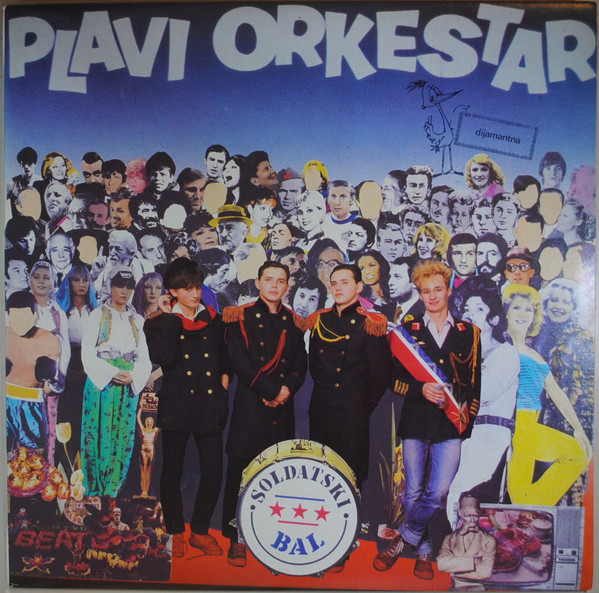 PLAVI ORKESTAR
dijamantna
• SOLDATSKI •
BAL
BEAT